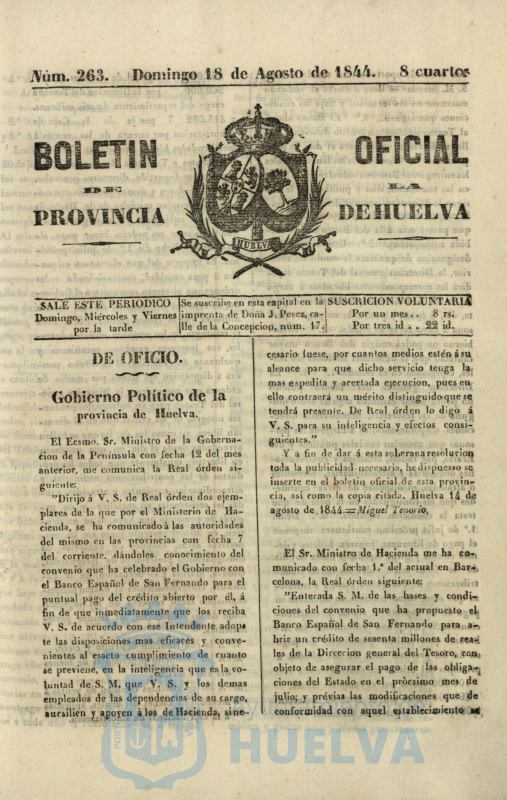 Núm. 263. Domingo 18 de Agosto de 1844. 8 cuartos
BOLETIN OFICIAL
DE LA
PROVINCIA DE HUELVA
HUELVA
SALE ESTE PERIODICO
Domingo, Miércoles y Viernes
por la tarde
Se suscribe en esta capital en la
imprenta de Doña J. Perez, ca-
lle de la Concepcion, núm. 17.
SUSCRICION VOLUNTARIA
Por un mes . . 8 rs.
Por tres id . . 22 id.
DE OFICIO.
Gobierno Político de la
provincia de Huelva.
El Ecsmo. Sr. Ministro de la Goberna-
cion de la Península con fecha 12 del mes
anterior, me comunica la Real órden si-
guiente:
"Dirijo á V. S. de Real órden dos ejem-
plares de la que por el Ministerio de Ha-
cienda, se ha comunicado à las autoridades
del mismo en las provincias con fecha 7
del corriente, dándoles conocimiento del
convenio que ha celebrado el Gobierno con
el Banco Español de San Fernando para el
puntual pago del crédito abierto por él, á
fin de que inmediatamente que los reciba
V. S. de acuerdo con ese Intendente adop-
te las disposiciones mas eficaces y conve-
nientes al exacto cumplimiento de cuanto
se previene, en la inteligencia que es la vo-
luntad de S. M. que V. S. y los demas
empleados de las dependencias de su cargo,
aucsilien y apoyen à los de Hacienda, si ne-
cesario fuese, por cuantos medios estén á su
alcance para que dicho servicio tenga la
mas espedita y acertada ejecucion, pues en
ello contraerá un mérito distinguido que se
tendrá presente. De Real órden lo digo á
V. S. para su inteligencia y efectos consi-
guientes."
Y a fin de dár á esta soberana resolucion
toda la publicidad necesaria, he dispuesso se
inserte en el boletin oficial de esta provin-
cia, asi como la copia citada. Huelva 14 de
agosto de 1844.=Miguel Tenorio.
El Sr. Ministro de Hacienda me ha co-
municado con fecha 1.º del actual en Bar-
celona, la Real órden siguiente:
"Enterada S. M. de las bases y condi-
ciones del convenio que ha propuesto el
Banco Español de San Fernando para a-
brir un crédito de sesenta millones de rea-
les de la Direrion general del Tesoro, con
objeto de asegurar el pago de las obliga-
ciones del Estado en el procsimo mes de
julio; y prévias las modificaciones que de
conformidad con aquel establecimiento se
HUELVA